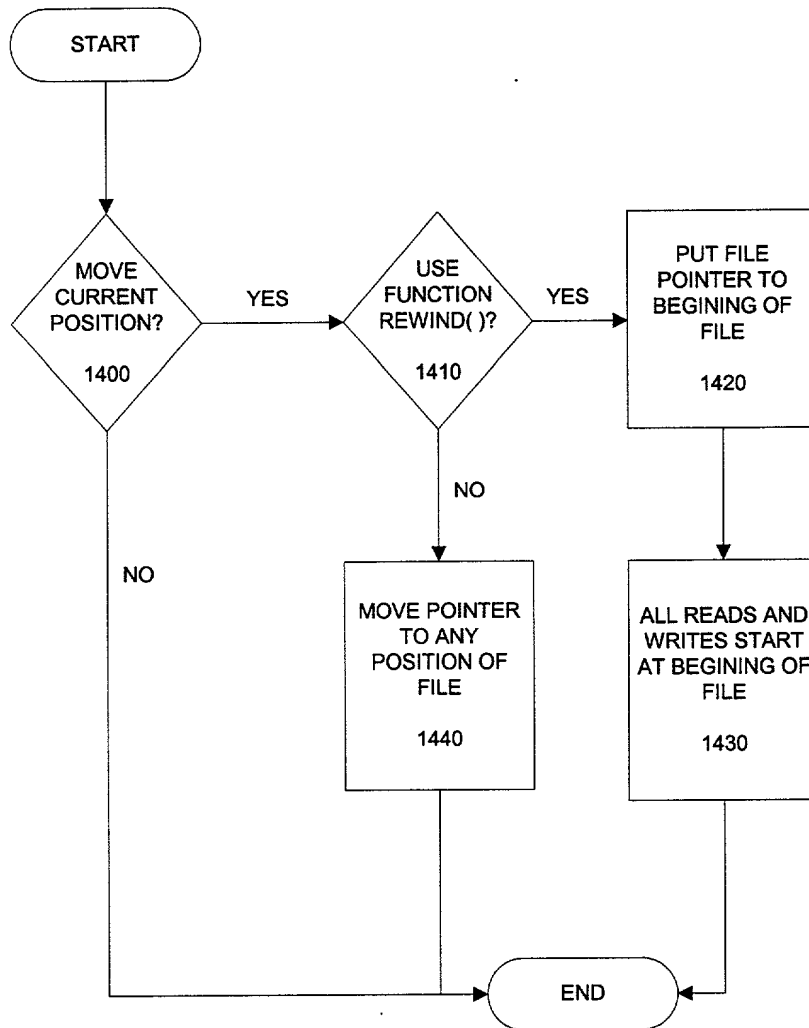 START
MOVE
CURRENT
POSITION?
1400
YES
USE
FUNCTION
REWIND( )?
1410
YES
PUT FILE
POINTER TO
BEGINING OF
FILE
1420
NO
NO
MOVE POINTER
TO ANY
POSITION OF
FILE
1440
ALL READS AND
WRITES START
AT BEGINING OF
FILE
1430
END